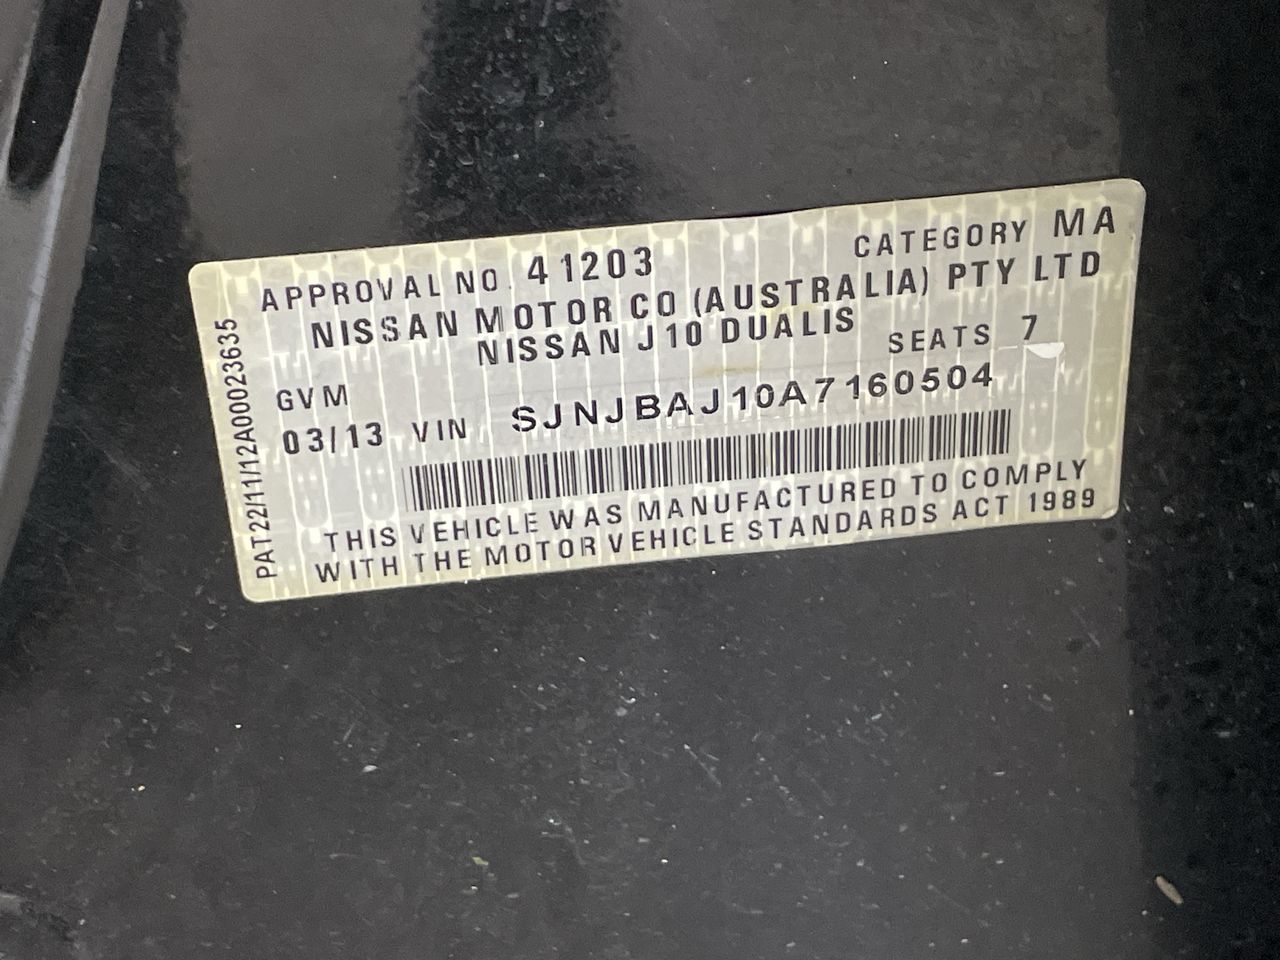 APPROVAL NO. 41203 CATEGORY MA
NISSAN MOTOR CO (AUSTRALIA) PTY LTD
NISSAN J10 DUALIS SEATS 7
GVM
03/13 VIN SJNJBAJ10A7160504
THIS VEHICLE WAS MANUFACTURED TO COMPLY
WITH THE MOTOR VEHICLE STANDARDS ACT 1989
PAT22/11/12A000023635